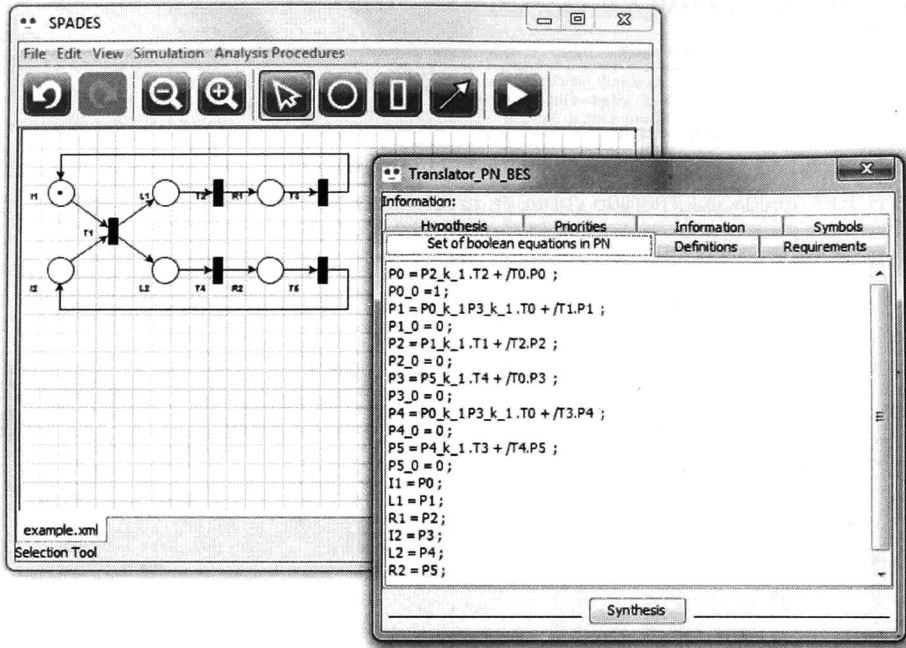 SPADES
File Edit View Simulation Analysis Procedures
I1
L1
T2
R1
T3
T1
I2
L2
T4
R2
T5
example.xml
Selection Tool
Translator_PN_BES
Information:
Hypothesis Priorities Information Symbols
Set of boolean equations in PN Definitions Requirements
P0 = P2_k_1.T2 + /T0.P0 ;
P0_0 =1;
P1 = P0_k_1P3_k_1.T0 + /T1.P1 ;
P1_0 = 0;
P2 = P1_k_1.T1 + /T2.P2 ;
P2_0 = 0;
P3 = P5_k_1.T4 + /T0.P3 ;
P3_0 = 0;
P4 = P0_k_1P3_k_1.T0 + /T3.P4 ;
P4_0 = 0;
P5 = P4_k_1.T3 + /T4.P5 ;
P5_0 = 0;
I1 = P0 ;
L1 = P1 ;
R1 = P2 ;
I2 = P3 ;
L2 = P4 ;
R2 = P5 ;
Synthesis